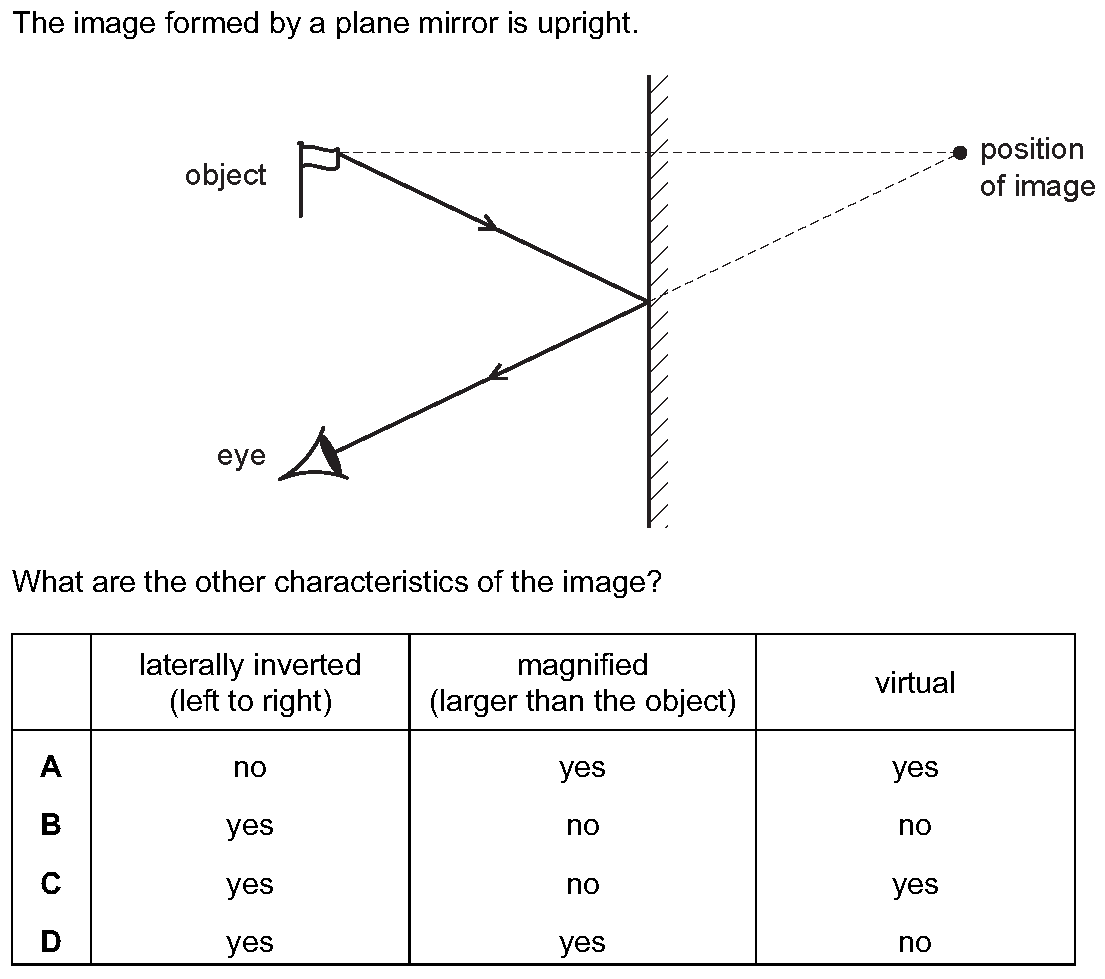 The image formed by a plane mirror is upright.
object
position
of image
eye
What are the other characteristics of the image?
laterally inverted
(left to right)
magnified
(larger than the object)
virtual
A no yes yes
B yes no no
C yes no yes
D yes yes no